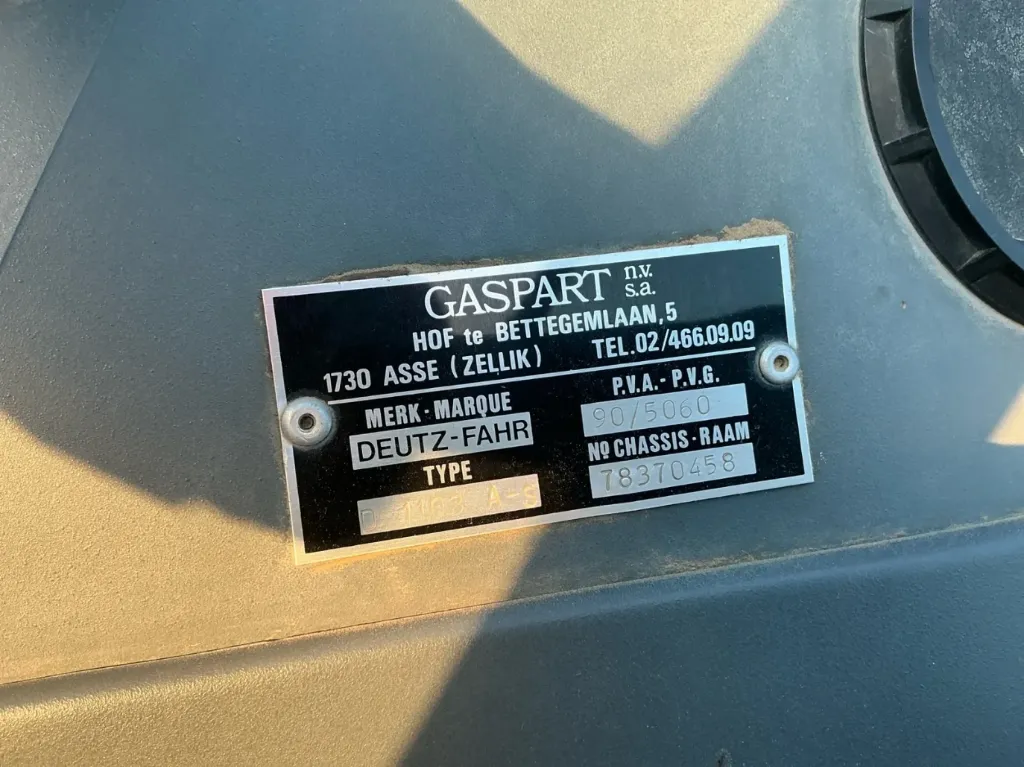 GASPART n.v. s.a.
HOF te BETTEGEMLAAN, 5
1730 ASSE (ZELLIK) TEL. 02/466.09.09
MERK - MARQUE
DEUTZ-FAHR
TYPE
A-S
P.V.A. - P.V.G.
90/5060
Nº CHASSIS - RAAM
78370458